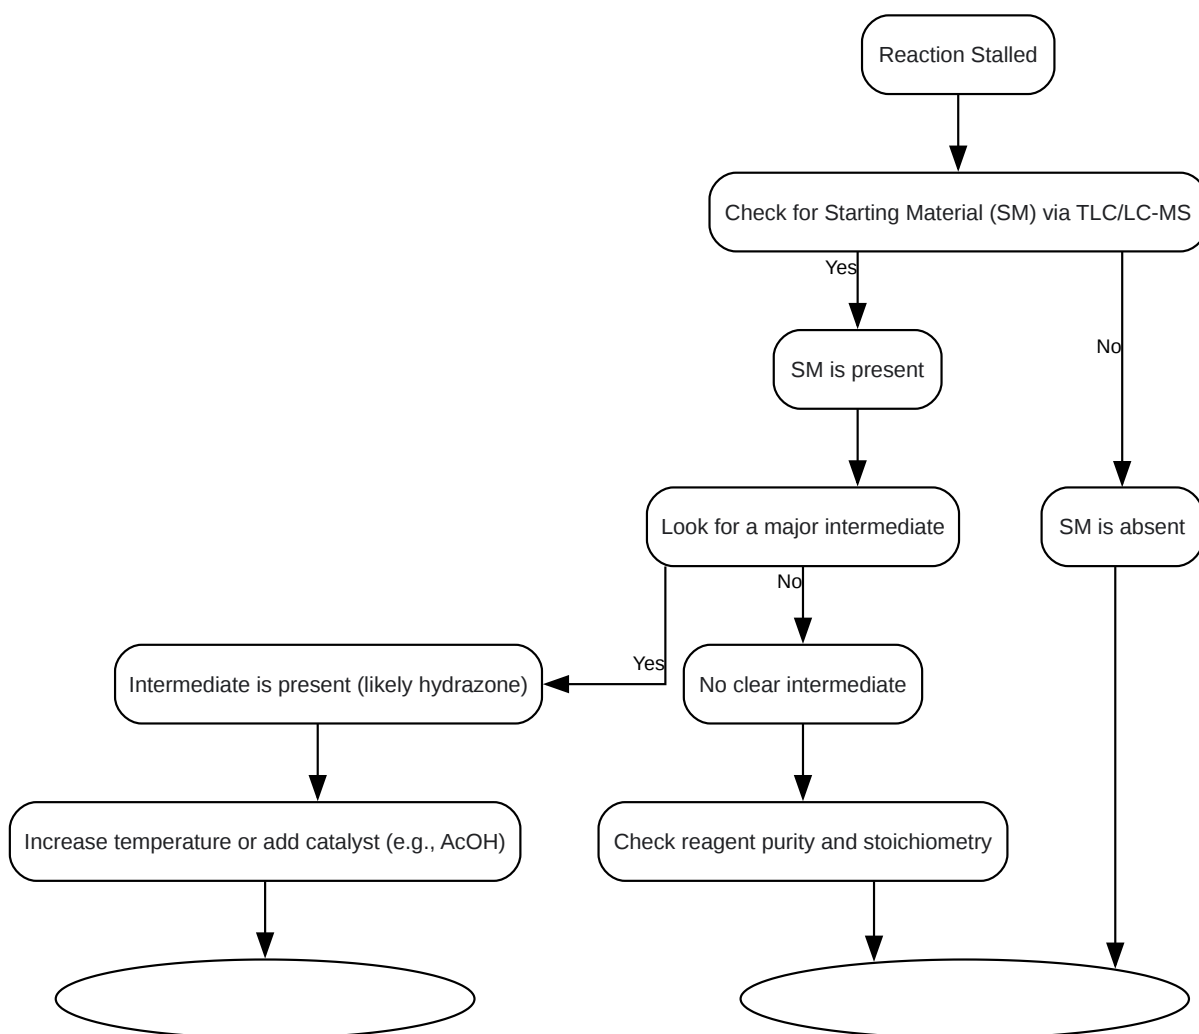 Reaction Stalled
Check for Starting Material (SM) via TLC/LC-MS
Yes
No
SM is present
Look for a major intermediate
SM is absent
No
Yes
Intermediate is present (likely hydrazone)
No clear intermediate
Increase temperature or add catalyst (e.g., AcOH)
Check reagent purity and stoichiometry